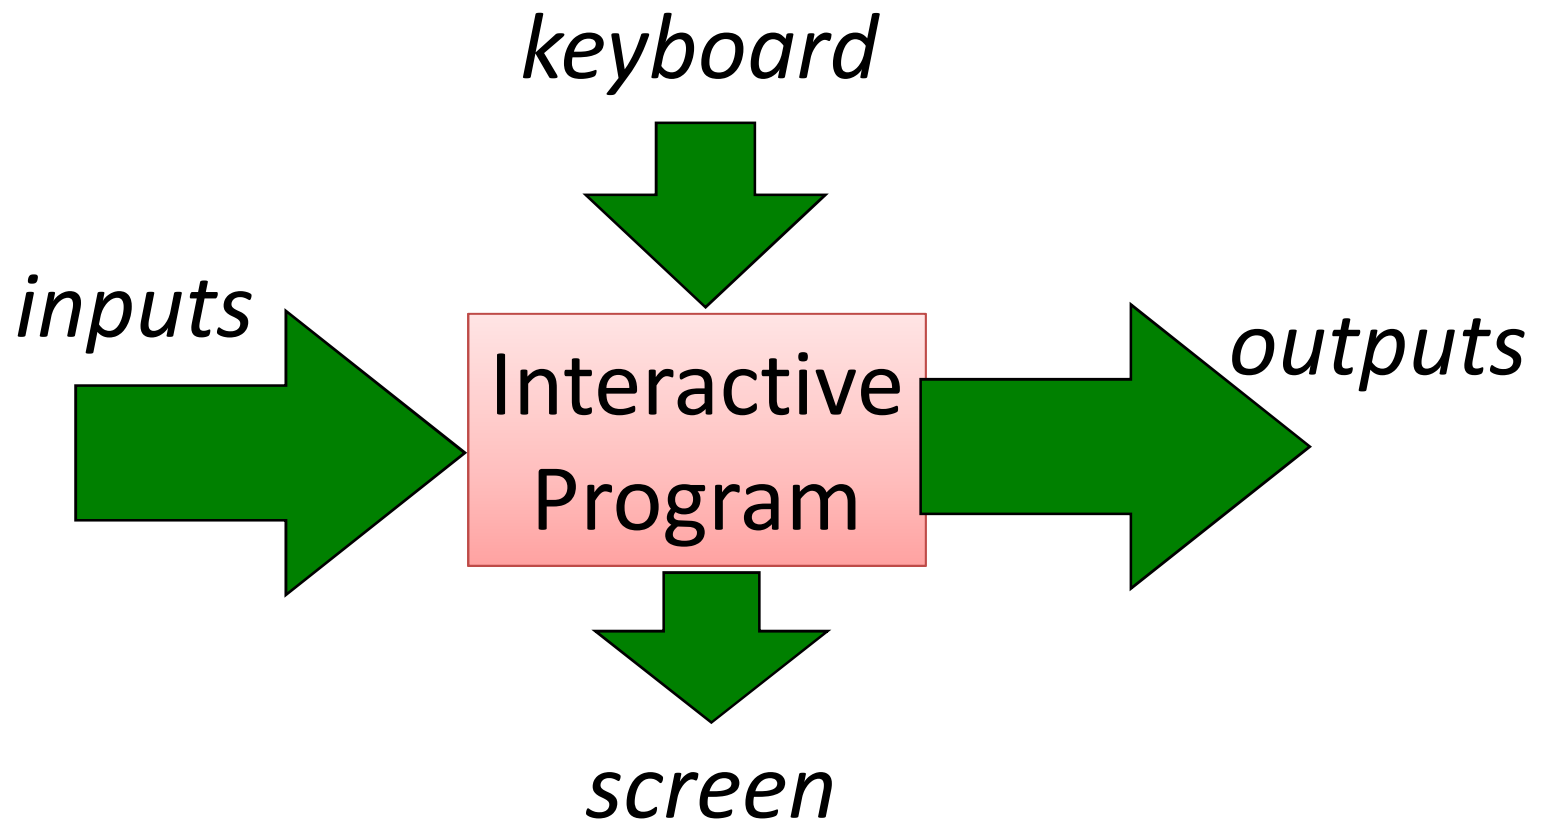 keyboard
inputs
outputs
Interactive
Program
screen